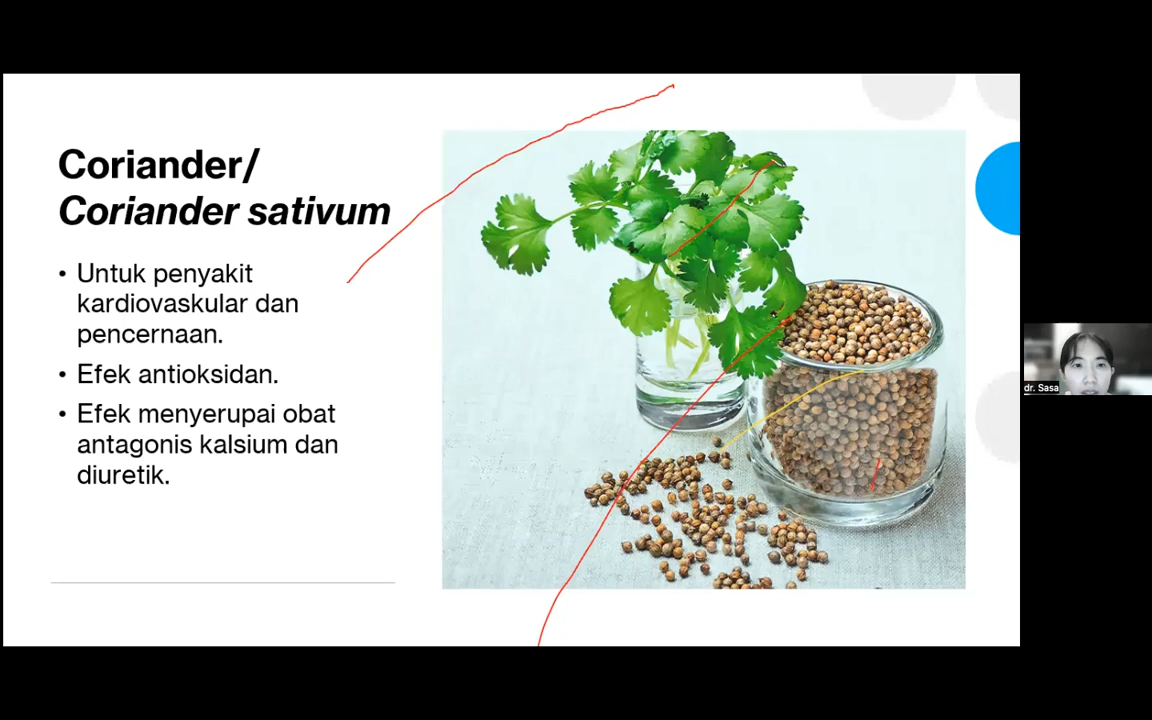 Coriander/
Coriander sativum
• Untuk penyakit
kardiovaskular dan
pencernaan.
• Efek antioksidan.
• Efek menyerupai obat
antagonis kalsium dan
diuretik.
dr. Sasa